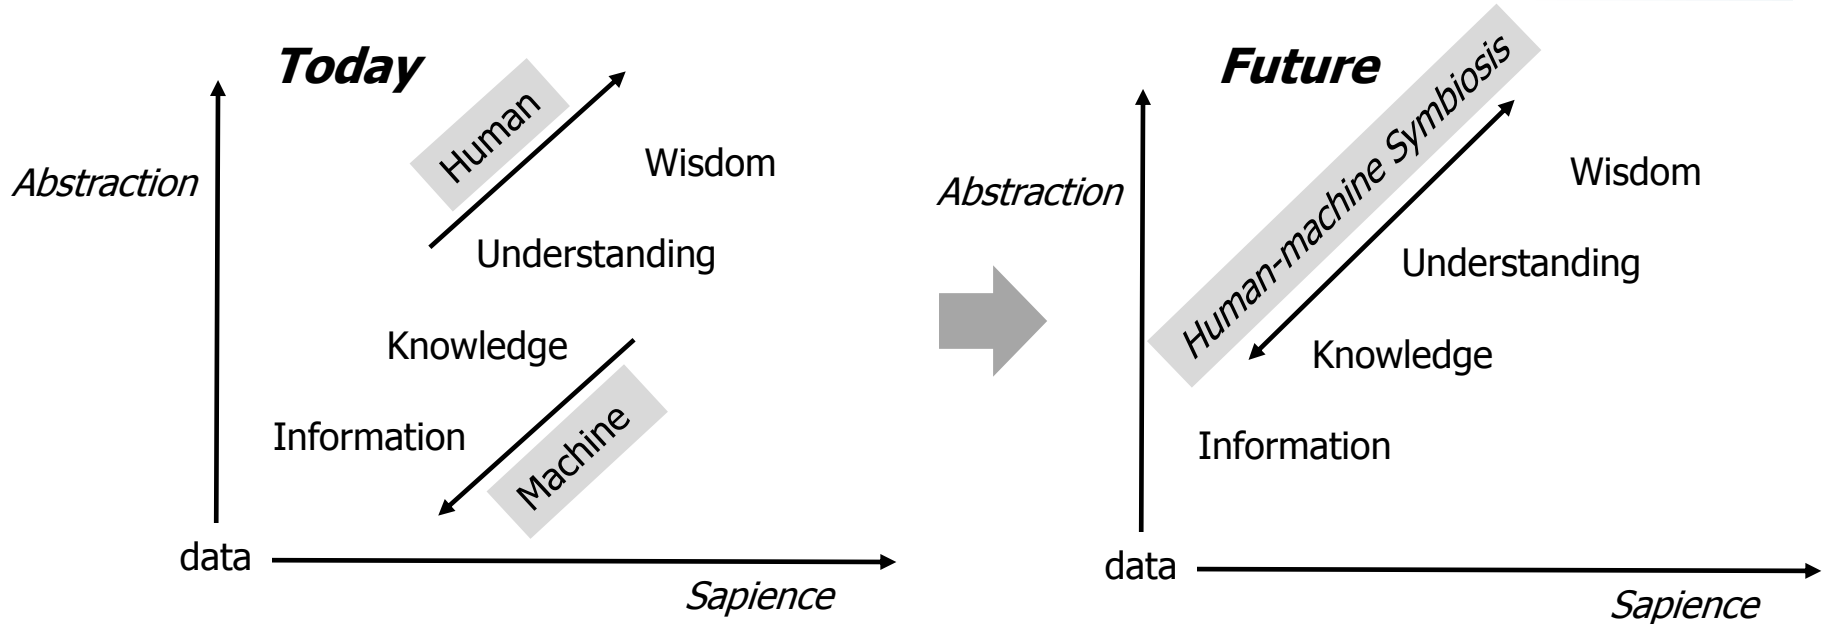 Today
Human
Abstraction
Wisdom
Understanding
Knowledge
Information
Machine
data
Sapience
Future
Human-machine Symbiosis
Abstraction
Wisdom
Understanding
Knowledge
Information
data
Sapience